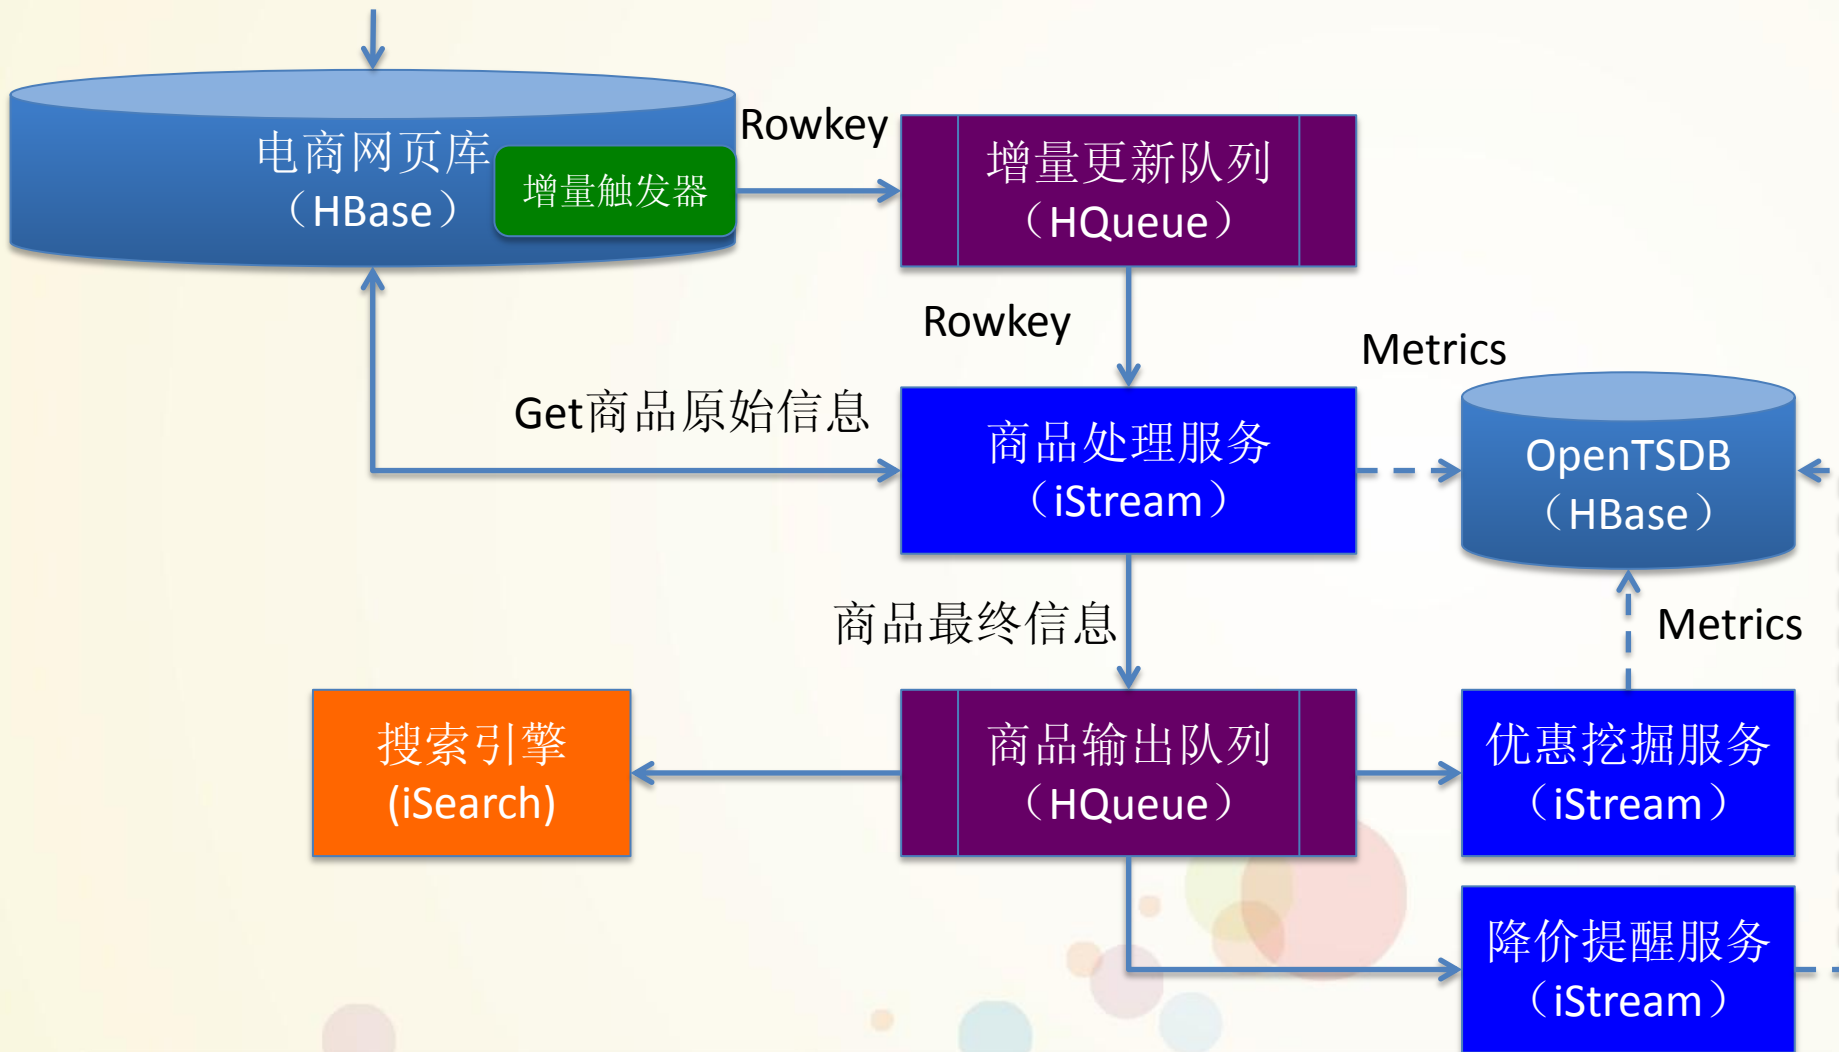 电商网页库
（HBase）
增量触发器
Rowkey
增量更新队列
（HQueue）
Rowkey
Metrics
Get商品原始信息
商品处理服务
（iStream）
OpenTSDB
（HBase）
商品最终信息
Metrics
搜索引擎
(iSearch)
商品输出队列
（HQueue）
优惠挖掘服务
（iStream）
降价提醒服务
（iStream）